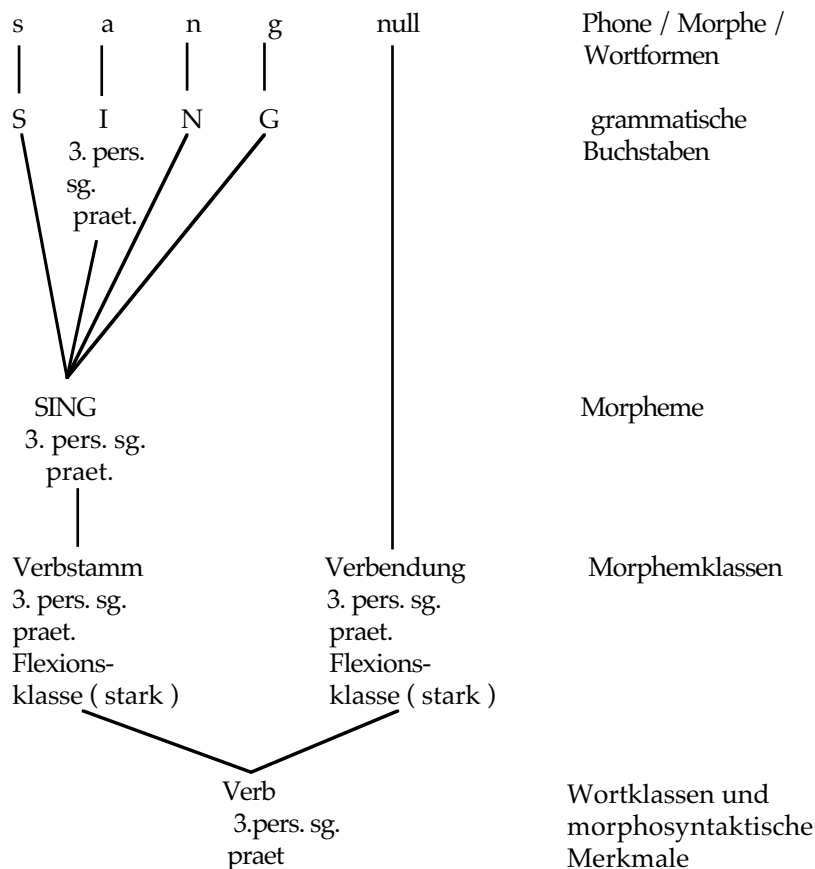 s a n g null Phone / Morphe /
Wortformen
S I N G grammatische
3. pers. Buchstaben
sg.
praet.
SING Morpheme
3. pers. sg.
praet.
Verbstamm Verbendung Morphemklassen
3. pers. sg. 3. pers. sg.
praet. praet.
Flexions- Flexions-
klasse ( stark ) klasse ( stark )
Verb Wortklassen und
3.pers. sg. morphosyntaktische
praet Merkmale